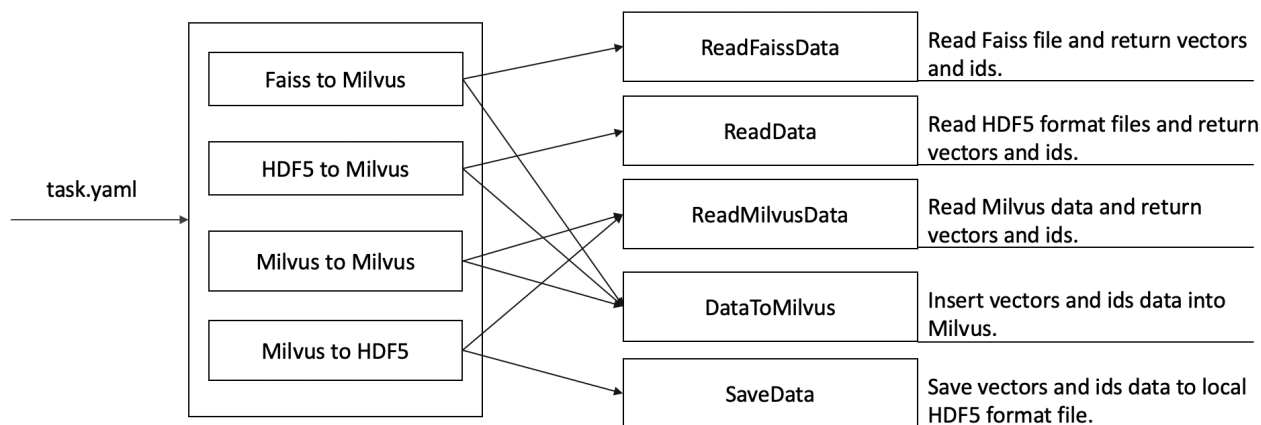 task.yaml
Faiss to Milvus
HDF5 to Milvus
Milvus to Milvus
Milvus to HDF5
ReadFaissData
Read Faiss file and return vectors
and ids.
ReadData
Read HDF5 format files and return
vectors and ids.
ReadMilvusData
Read Milvus data and return
vectors and ids.
DataToMilvus
Insert vectors and ids data into
Milvus.
SaveData
Save vectors and ids data to local
HDF5 format file.